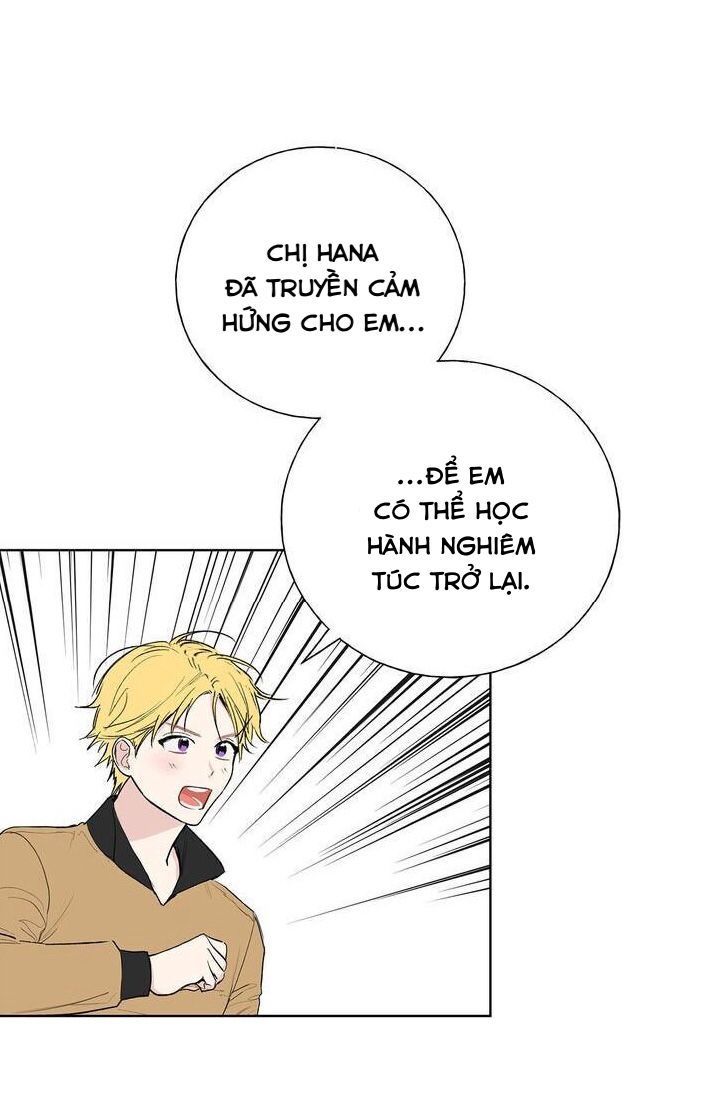 CHỊ HANA
ĐÃ TRUYỀN CẢM
HỨNG CHO EM...
...ĐỂ EM
CÓ THỂ HỌC
HÀNH NGHIÊM
TÚC TRỞ LẠI.